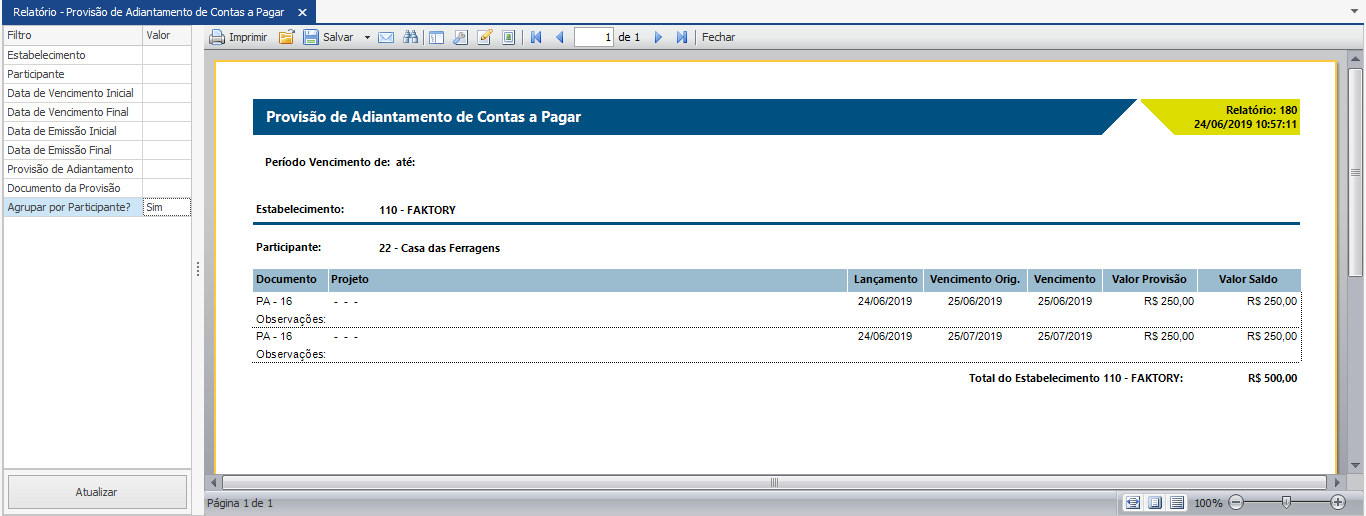 Relatório - Provisão de Adiantamento de Contas a Pagar
Filtro Valor
Estabelecimento
Participante
Data de Vencimento Inicial
Data de Vencimento Final
Data de Emissão Inicial
Data de Emissão Final
Provisão de Adiantamento
Documento da Provisão
Agrupar por Participante? Sim
Atualizar
Imprimir Salvar 1 de 1 Fechar
Provisão de Adiantamento de Contas a Pagar
Relatório: 180
24/06/2019 10:57:11
Período Vencimento de: até:
Estabelecimento: 110 - FAKTORY
Participante: 22 - Casa das Ferragens
Documento Projeto Lançamento Vencimento Orig. Vencimento Valor Provisão Valor Saldo
PA - 16 - - - 24/06/2019 25/06/2019 25/06/2019 R$ 250,00 R$ 250,00
Observações:
PA - 16 - - - 24/06/2019 25/07/2019 25/07/2019 R$ 250,00 R$ 250,00
Observações:
Total do Estabelecimento 110 - FAKTORY: R$ 500,00
Página 1 de 1 100%